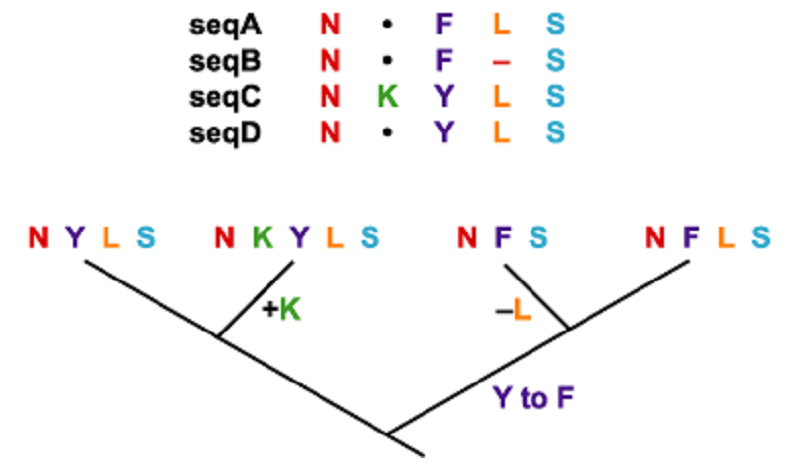 seqA N • F L S
seqB N • F – S
seqC N K Y L S
seqD N • Y L S
N Y L S N K Y L S N F S N F L S
+K –L
Y to F